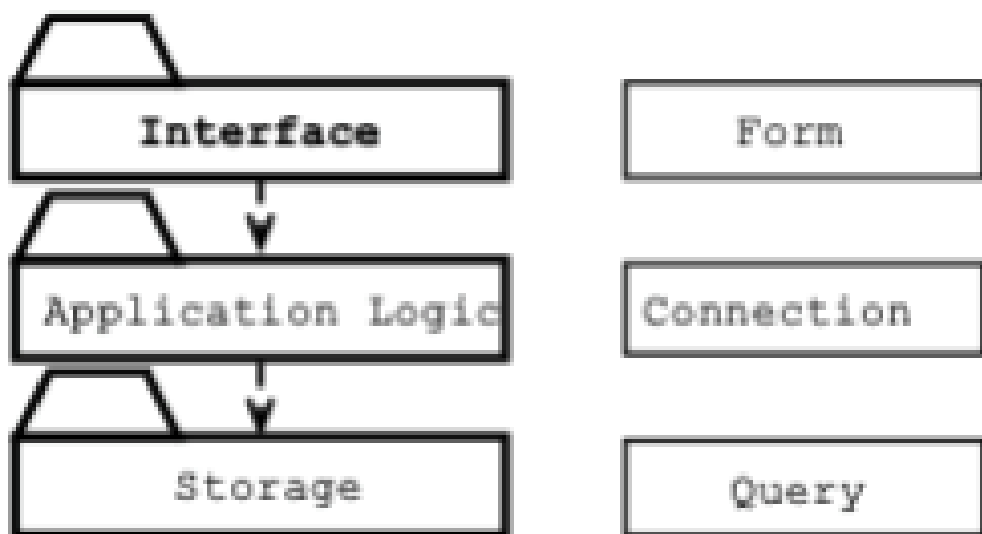 Interface
Form
Application Logic
Connection
Storage
Query